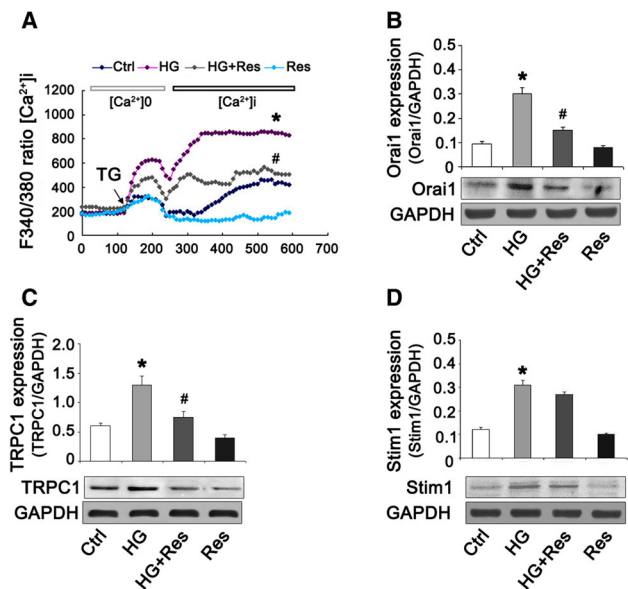 A
Ctrl HG HG+Res Res
[Ca²⁺]0 [Ca²⁺]i
F340/380 ratio [Ca²⁺]i
1200
1000
800
600
400
200
0
TG
*
#
0 100 200 300 400 500 600 700
B
Orai1 expression
(Orai1/GAPDH)
0.5
0.4
0.3
0.2
0.1
0
*
#
Orai1
GAPDH
Ctrl HG HG+Res Res
C
TRPC1 expression
(TRPC1/GAPDH)
2.0
1.5
1.0
0.5
0
*
#
TRPC1
GAPDH
Ctrl HG HG+Res Res
D
Stim1 expression
(Stim1/GAPDH)
0.5
0.4
0.3
0.2
0.1
0
*
Stim1
GAPDH
Ctrl HG HG+Res Res